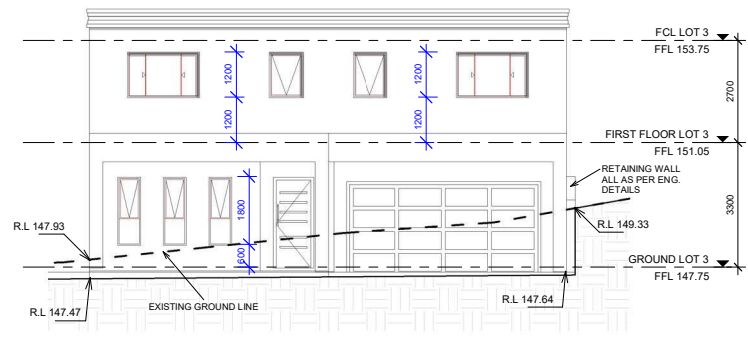 FCL LOT 3
FFL 153.75
1200
1200
2700
1200
1200
FIRST FLOOR LOT 3
FFL 151.05
RETAINING WALL
ALL AS PER ENG.
DETAILS
1800
3300
R.L 147.93
R.L 149.33
600
GROUND LOT 3
FFL 147.75
R.L 147.47
EXISTING GROUND LINE
R.L 147.64